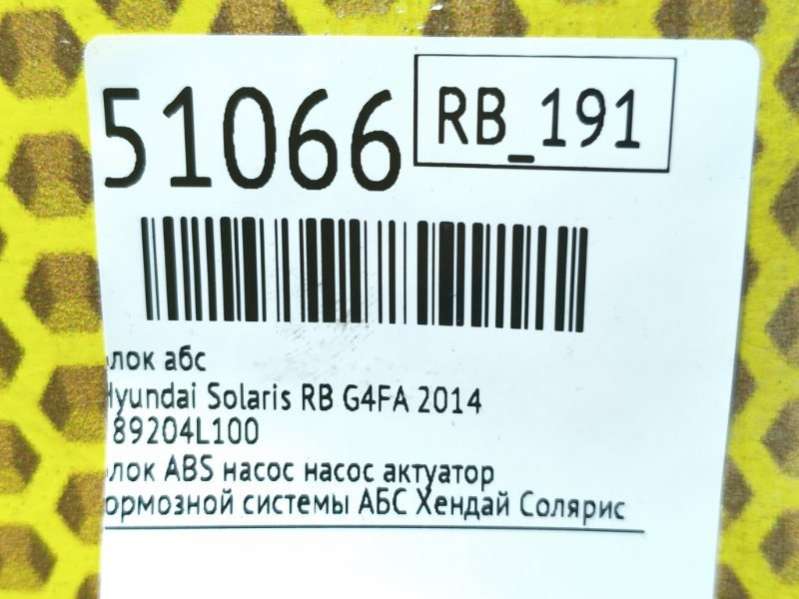 51066
RB_191
лок абс
Hyundai Solaris RB G4FA 2014
89204L100
лок ABS насос насос актуатор
ормозной системы АБС Хендай Солярис